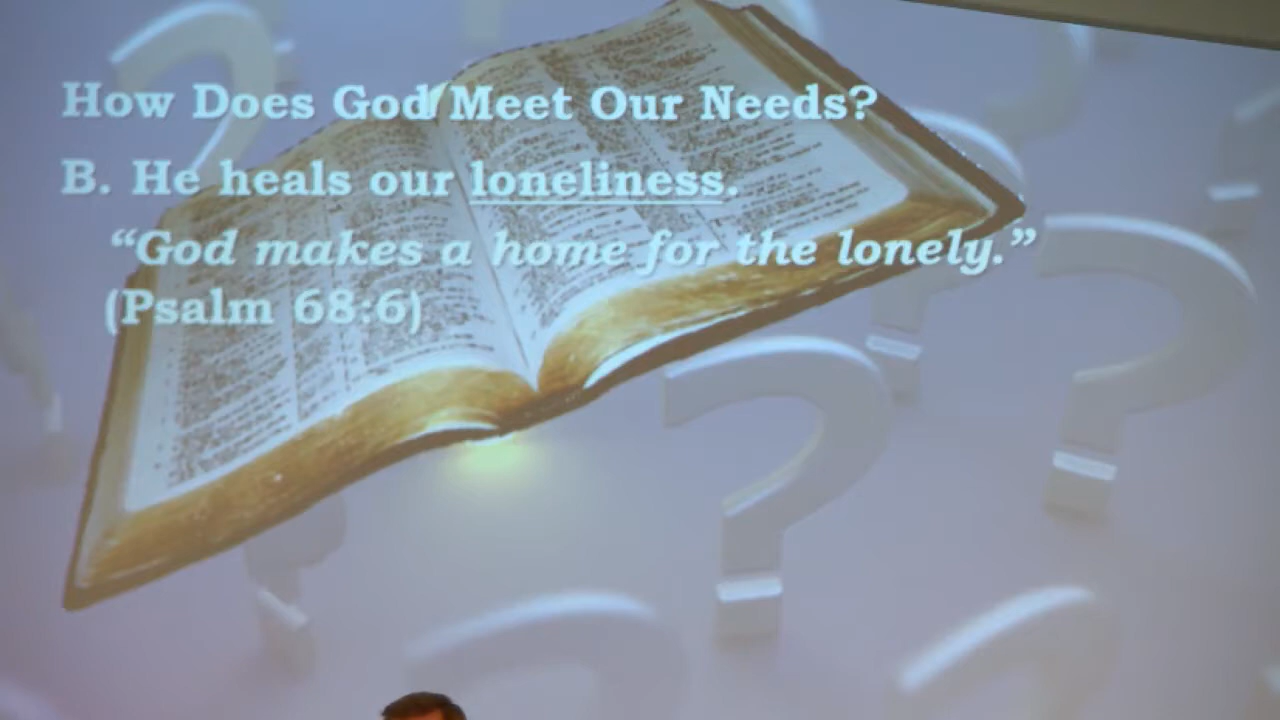 How Does God Meet Our Needs?
B. He heals our loneliness.
“God makes a home for the lonely.”
(Psalm 68:6)